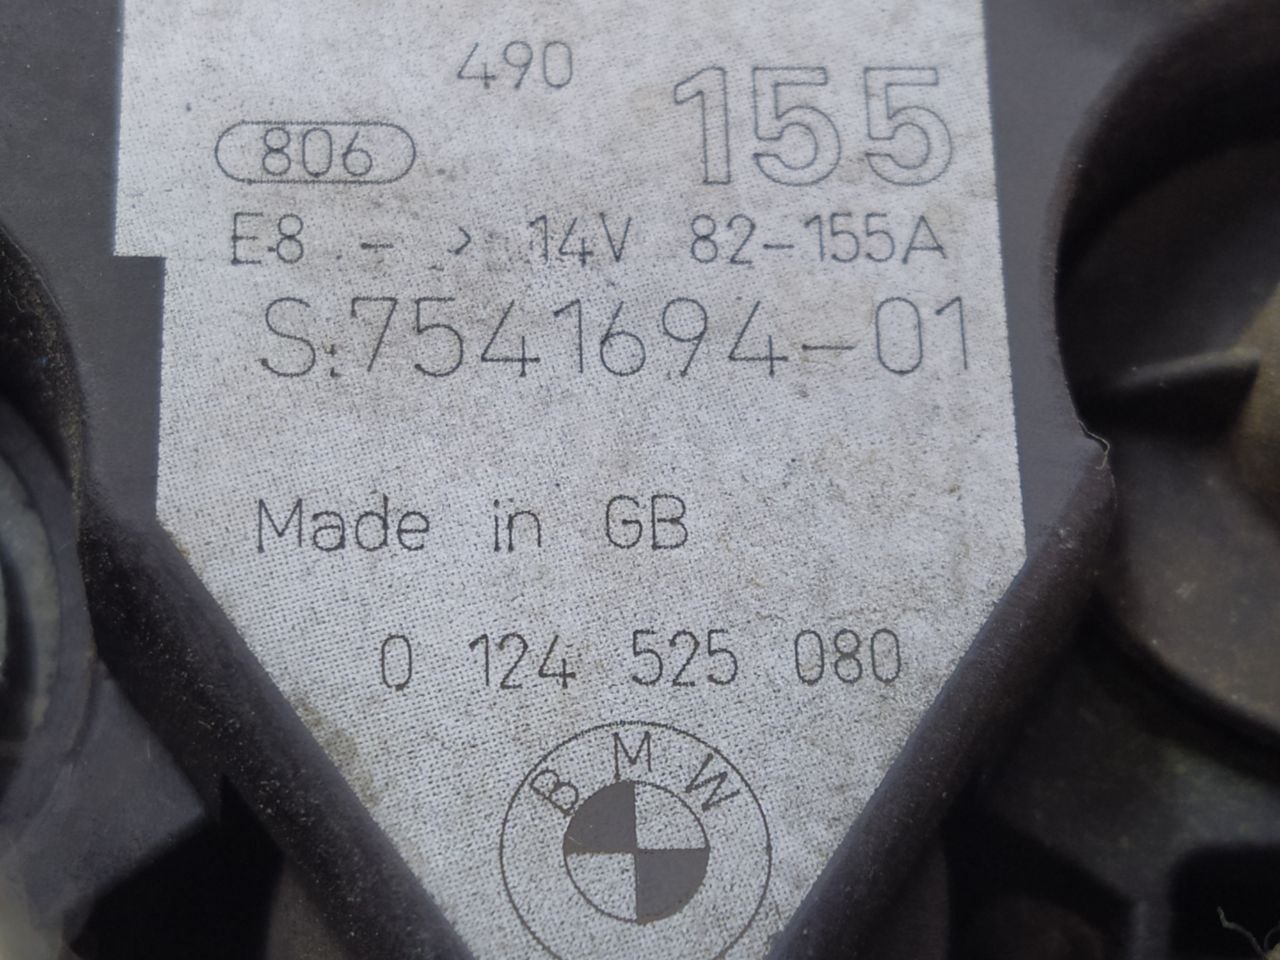 490
155
806
E8 - > 14V 82-155A
S:7541694-01
Made in GB
0 124 525 080
BMW